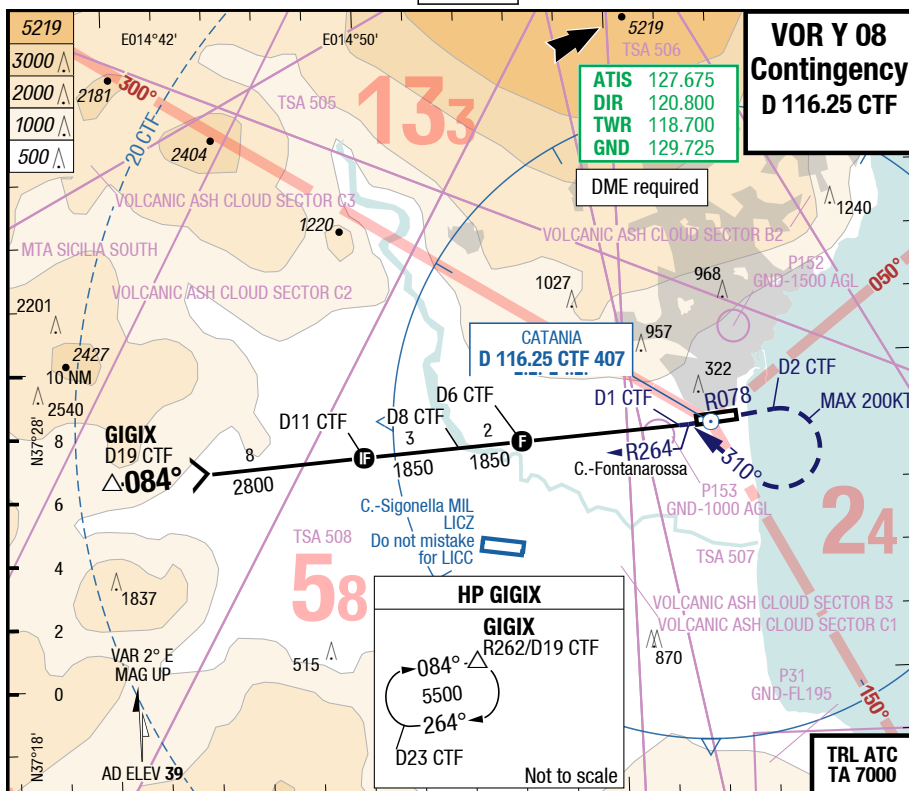 5219
3000
2000
1000
500
E014°42'
E014°50'
5219
TSA 506
VOR Y 08
Contingency
D 116.25 CTF
ATIS 127.675
DIR 120.800
TWR 118.700
GND 129.725
DME required
2181
300°
20 CTF
TSA 505
13₃
2404
VOLCANIC ASH CLOUD SECTOR C3
1220
1240
VOLCANIC ASH CLOUD SECTOR B2
MTA SICILIA SOUTH
P152
GND-1500 AGL
050°
1027
968
VOLCANIC ASH CLOUD SECTOR C2
2201
957
CATANIA
D 116.25 CTF 407
2427
10 NM
2540
322
D2 CTF
R078
D1 CTF
MAX 200KT
D6 CTF
D8 CTF
D11 CTF
N37°28'
GIGIX
D19 CTF
084°
8
IF
3
2
F
2800
1850
1850
R264
310°
C.-Fontanarossa
8
6
4
2
0
C.-Sigonella MIL
LICZ
Do not mistake
for LICC
P153
GND-1000 AGL
2₄
TSA 508
TSA 507
5₈
1837
VOLCANIC ASH CLOUD SECTOR B3
VOLCANIC ASH CLOUD SECTOR C1
HP GIGIX
GIGIX
R262/D19 CTF
084°
5500
264°
D23 CTF
Not to scale
515
870
VAR 2° E
MAG UP
P31
GND-FL195
150°
N37°18'
AD ELEV 39
TRL ATC
TA 7000